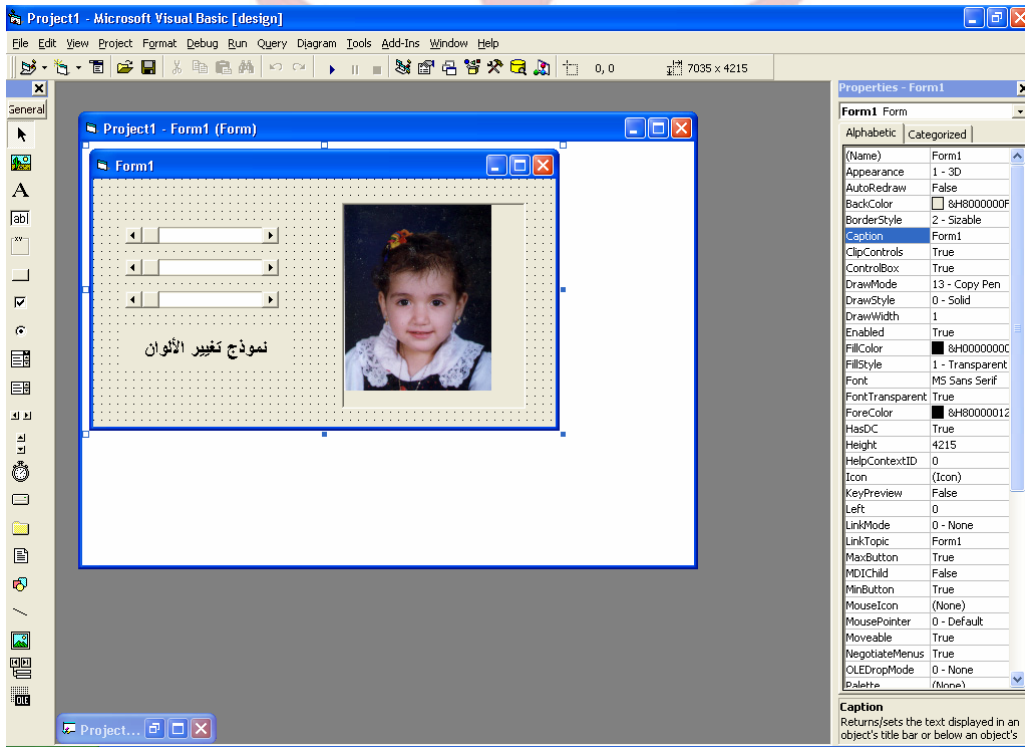 Project1 - Microsoft Visual Basic [design]
File Edit View Project Format Debug Run Query Diagram Tools Add-Ins Window Help
0, 0 7035 x 4215
General
A
ab|
xv
OLE
Project1 - Form1 (Form)
Form1
نموذج تغيير الألوان
Project...
Properties - Form1
Form1 Form
Alphabetic Categorized
(Name) Form1
Appearance 1 - 3D
AutoRedraw False
BackColor &H8000000F
BorderStyle 2 - Sizable
Caption Form1
ClipControls True
ControlBox True
DrawMode 13 - Copy Pen
DrawStyle 0 - Solid
DrawWidth 1
Enabled True
FillColor &H00000000
FillStyle 1 - Transparent
Font MS Sans Serif
FontTransparent True
ForeColor &H80000012
HasDC True
Height 4215
HelpContextID 0
Icon (Icon)
KeyPreview False
Left 0
LinkMode 0 - None
LinkTopic Form1
MaxButton True
MDIChild False
MinButton True
MouseIcon (None)
MousePointer 0 - Default
Moveable True
NegotiateMenus True
OLEDropMode 0 - None
Palette (None)
Caption
Returns/sets the text displayed in an
object's title bar or below an object's